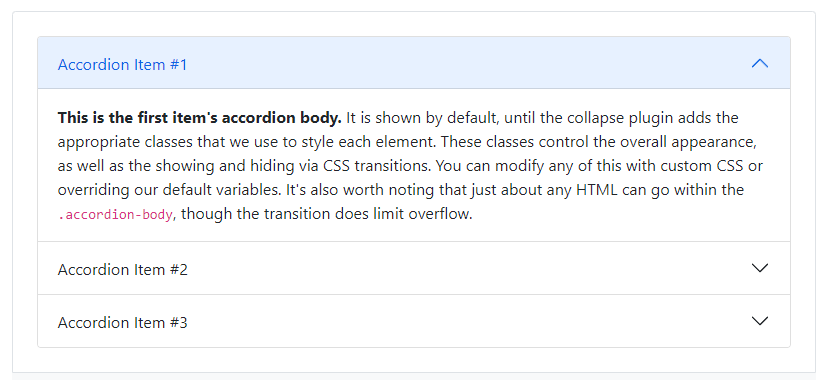 Accordion Item #1
This is the first item's accordion body. It is shown by default, until the collapse plugin adds the
appropriate classes that we use to style each element. These classes control the overall appearance,
as well as the showing and hiding via CSS transitions. You can modify any of this with custom CSS or
overriding our default variables. It's also worth noting that just about any HTML can go within the
.accordion-body, though the transition does limit overflow.
Accordion Item #2
Accordion Item #3